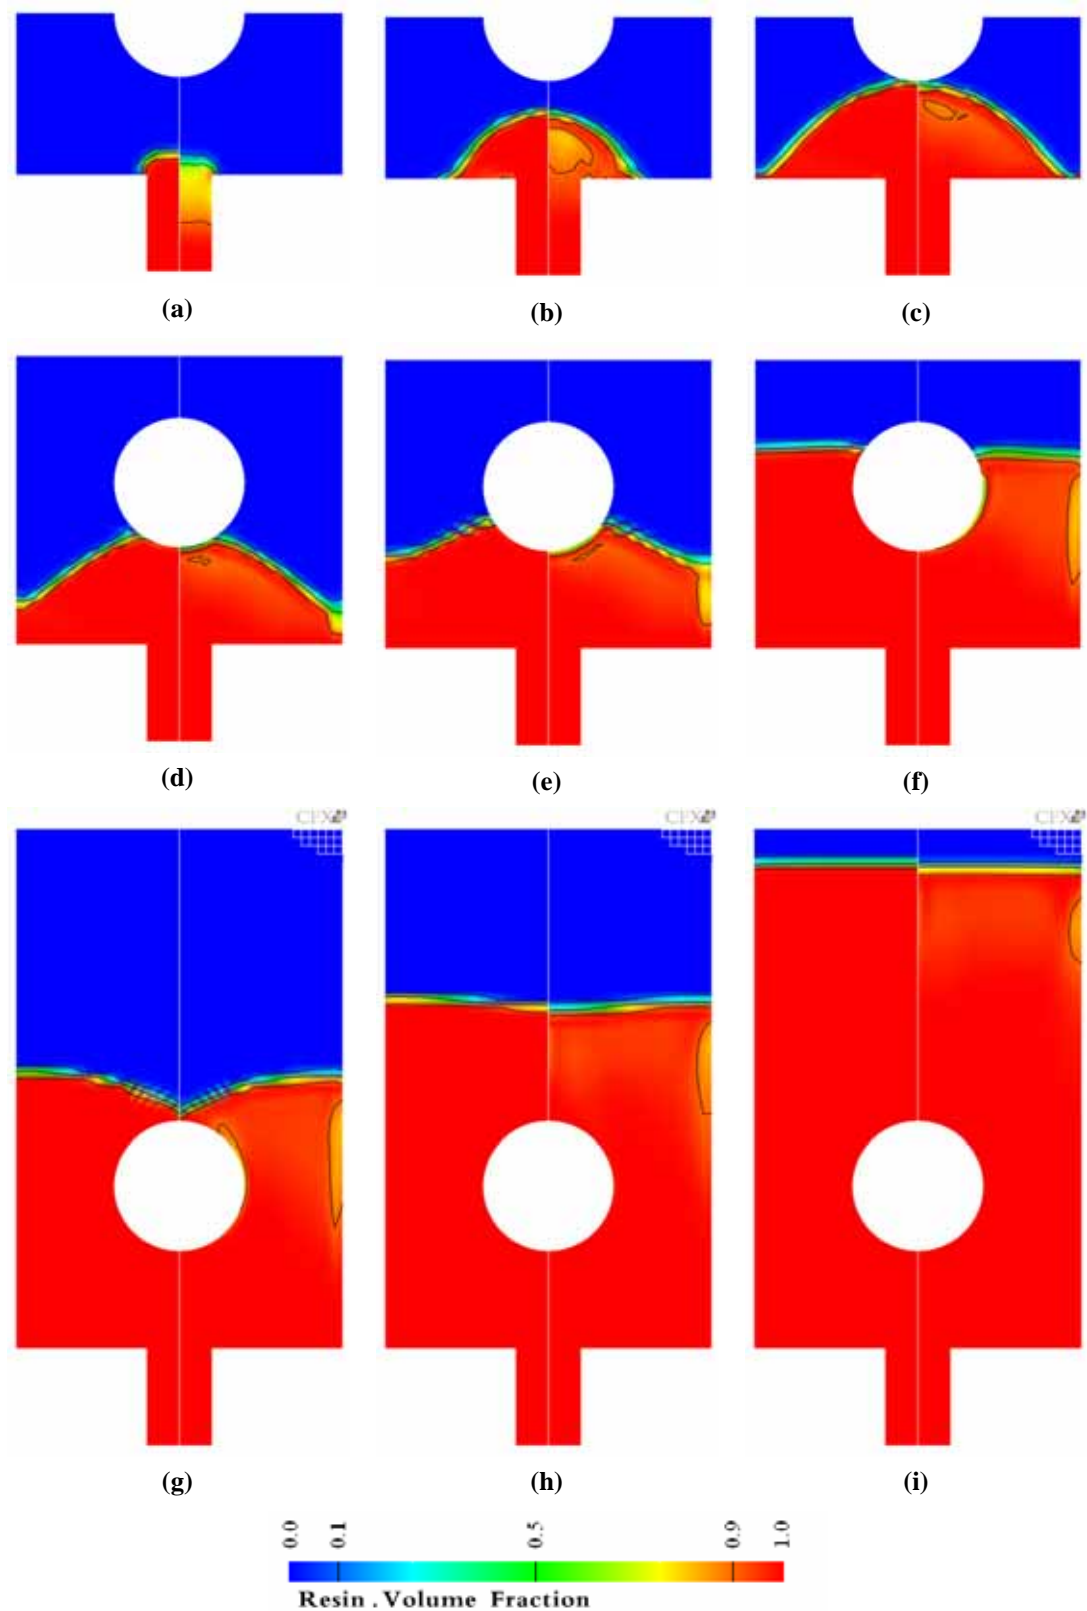 (a) (b) (c)
(d) (e) (f)
(g) (h) (i)
0.0 0.1 0.5 0.9 1.0
Resin . Volume Fraction